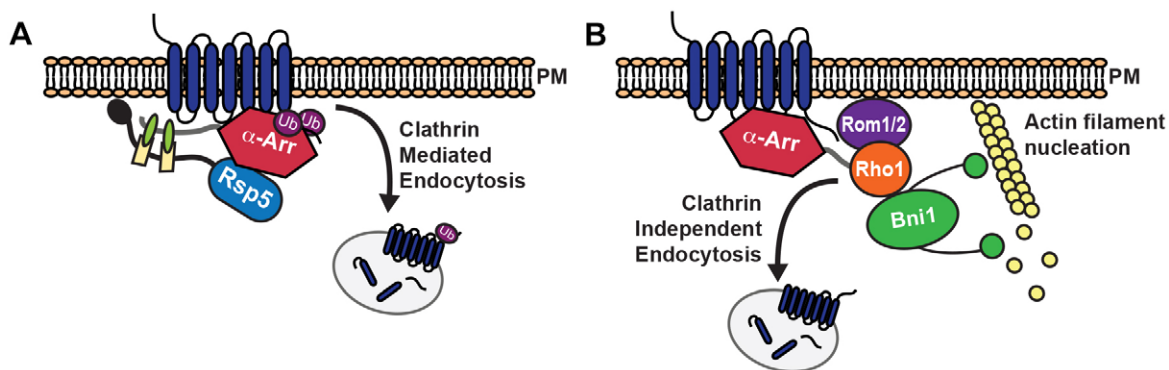 A
PM
Ub
Ub
α-Arr
Rsp5
Clathrin
Mediated
Endocytosis
Ub
B
PM
α-Arr
Rom1/2
Rho1
Bni1
Actin filament
nucleation
Clathrin
Independent
Endocytosis